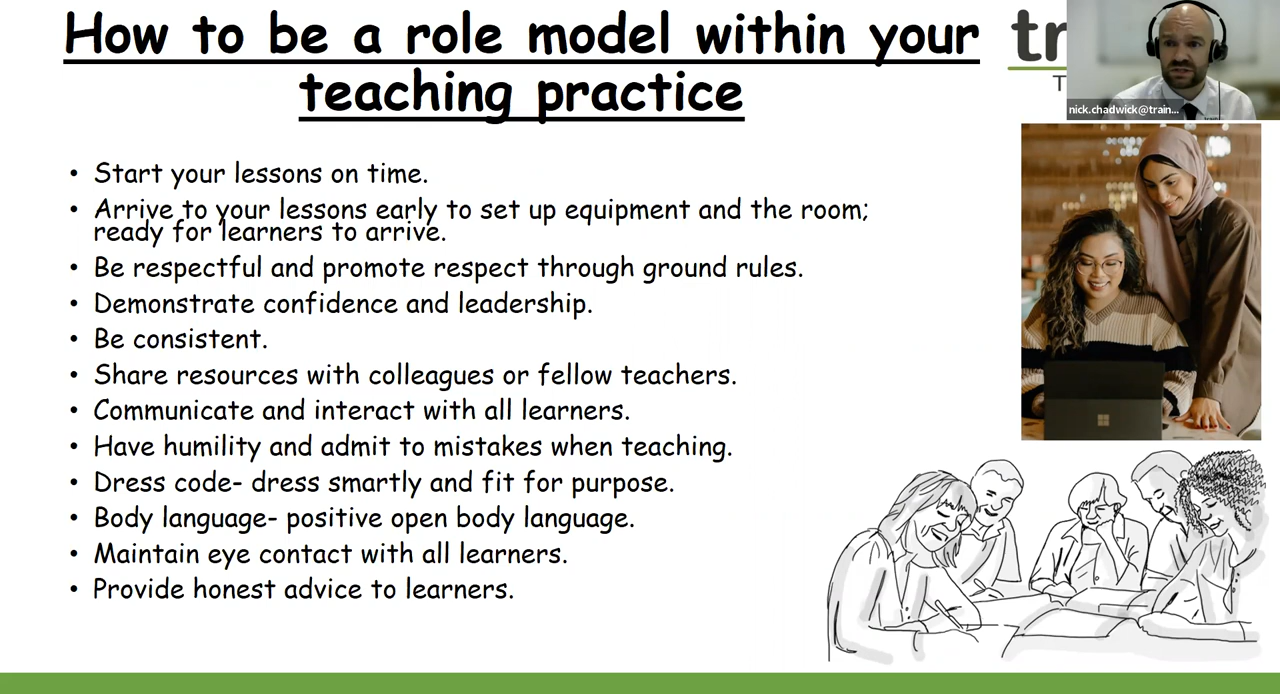 How to be a role model within your
teaching practice
tr
T
nick.chadwick@train...
• Start your lessons on time.
• Arrive to your lessons early to set up equipment and the room;
ready for learners to arrive.
• Be respectful and promote respect through ground rules.
• Demonstrate confidence and leadership.
• Be consistent.
• Share resources with colleagues or fellow teachers.
• Communicate and interact with all learners.
• Have humility and admit to mistakes when teaching.
• Dress code- dress smartly and fit for purpose.
• Body language- positive open body language.
• Maintain eye contact with all learners.
• Provide honest advice to learners.